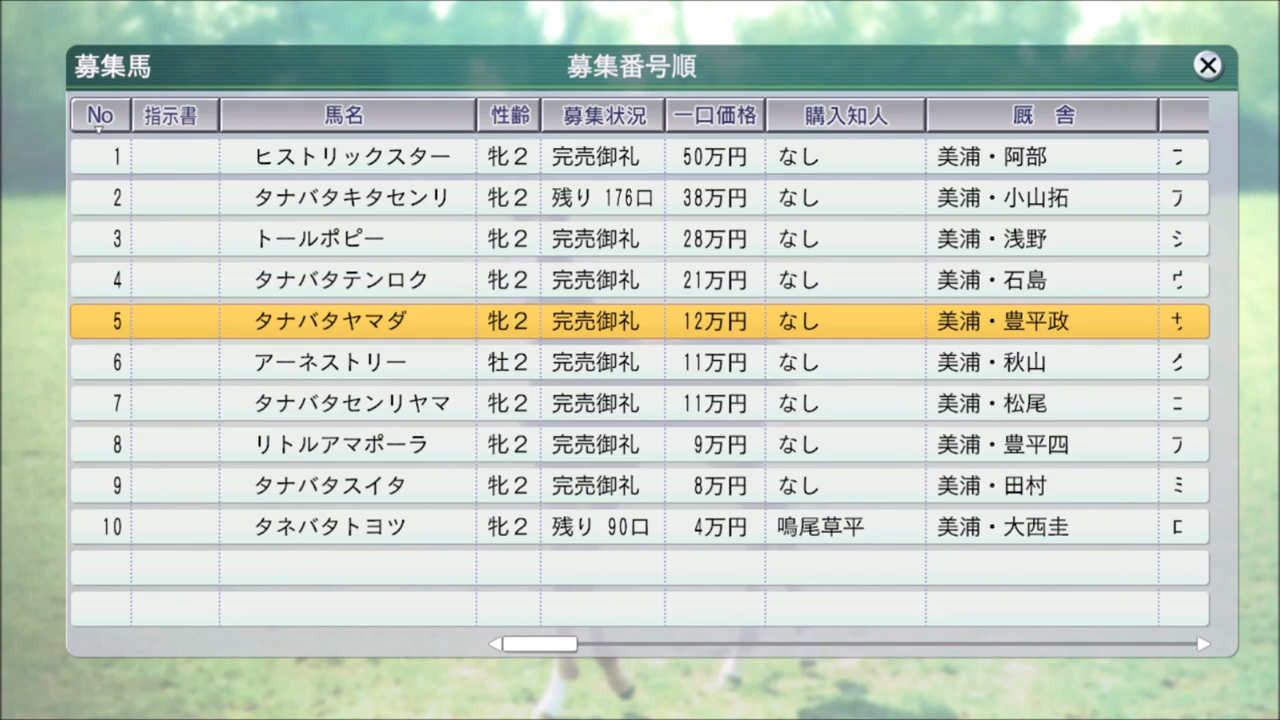 募集馬 募集番号順
No 指示書 馬名 性齢 募集状況 一口価格 購入知人 厩 舎
1 ヒストリックスター 牝2 完売御礼 50万円 なし 美浦・阿部
2 タナバタキタセンリ 牝2 残り 176口 38万円 なし 美浦・小山拓
3 トールポピー 牝2 完売御礼 28万円 なし 美浦・浅野
4 タナバタテンロク 牝2 完売御礼 21万円 なし 美浦・石島
5 タナバタヤマダ 牝2 完売御礼 12万円 なし 美浦・豊平政
6 アーネストリー 牡2 完売御礼 11万円 なし 美浦・秋山
7 タナバタセンリヤマ 牝2 完売御礼 11万円 なし 美浦・松尾
8 リトルアマポーラ 牝2 完売御礼 9万円 なし 美浦・豊平四
9 タナバタスイタ 牝2 完売御礼 8万円 なし 美浦・田村
10 タネバタトヨツ 牝2 残り 90口 4万円 鳴尾草平 美浦・大西圭